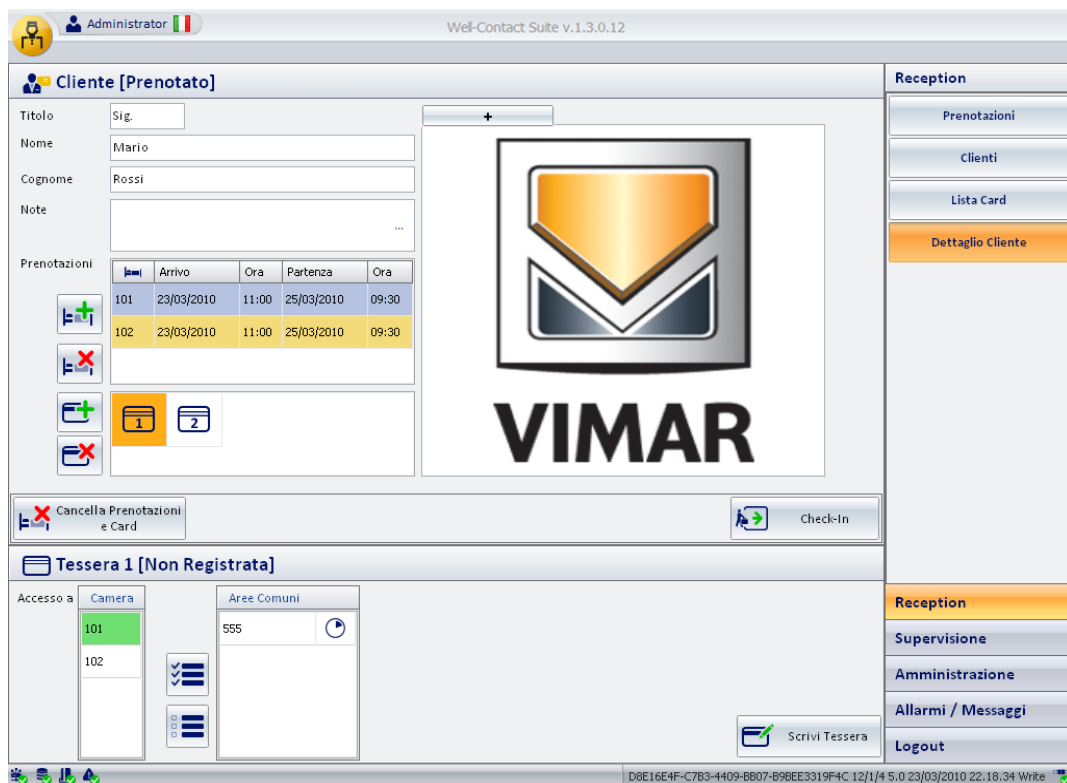 Administrator
Well-Contact Suite v.1.3.0.12
Cliente [Prenotato]
Titolo
Sig.
Nome
Mario
Cognome
Rossi
Note
...
+
VIMAR
Prenotazioni
Arrivo Ora Partenza Ora
101 23/03/2010 11:00 25/03/2010 09:30
102 23/03/2010 11:00 25/03/2010 09:30
1 2
Cancella Prenotazioni
e Card
Check-In
Tessera 1 [Non Registrata]
Accesso a
Camera
101
102
Aree Comuni
555
Scrivi Tessera
Reception
Prenotazioni
Clienti
Lista Card
Dettaglio Cliente
Reception
Supervisione
Amministrazione
Allarmi / Messaggi
Logout
D8E16E4F-C7B3-4409-BB07-B9BEE3319F4C 12/1/4 5.0 23/03/2010 22.18.34 Write